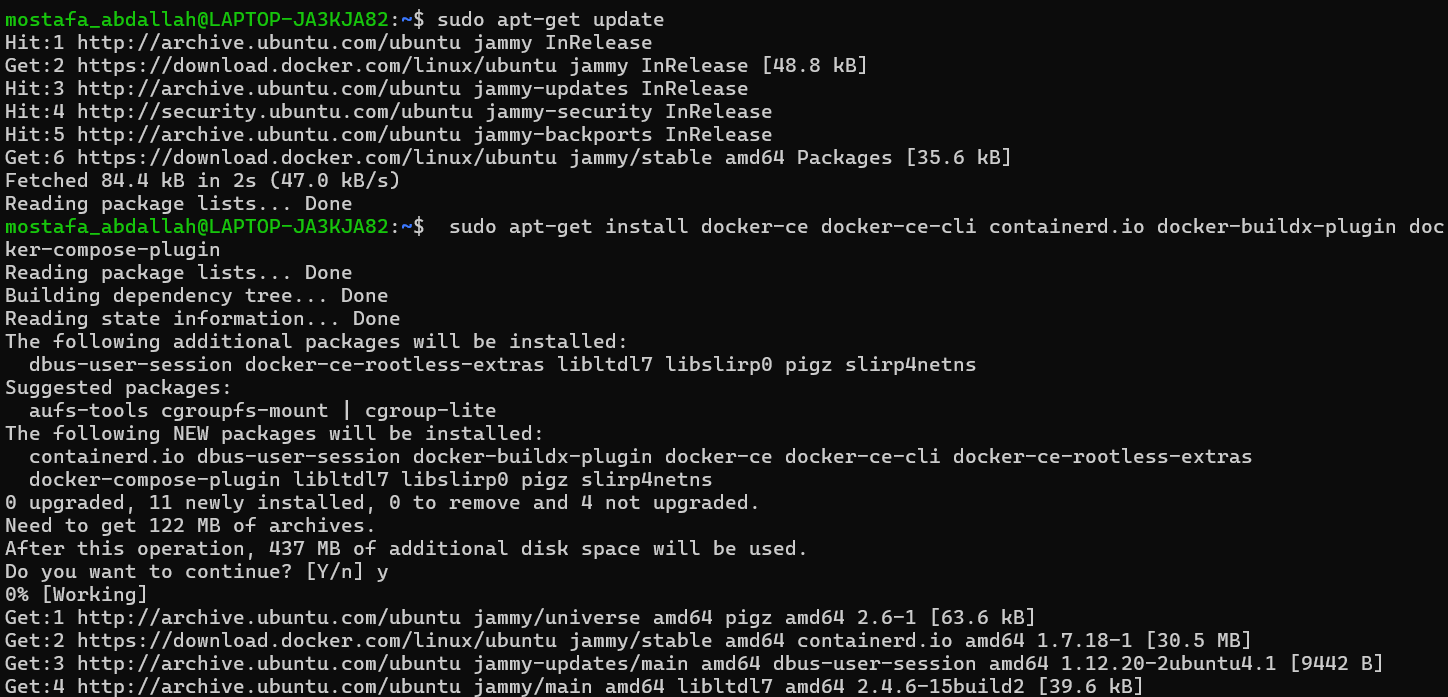 mostafa_abdallah@LAPTOP-JA3KJA82:~$ sudo apt-get update
Hit:1 http://archive.ubuntu.com/ubuntu jammy InRelease
Get:2 https://download.docker.com/linux/ubuntu jammy InRelease [48.8 kB]
Hit:3 http://archive.ubuntu.com/ubuntu jammy-updates InRelease
Hit:4 http://security.ubuntu.com/ubuntu jammy-security InRelease
Hit:5 http://archive.ubuntu.com/ubuntu jammy-backports InRelease
Get:6 https://download.docker.com/linux/ubuntu jammy/stable amd64 Packages [35.6 kB]
Fetched 84.4 kB in 2s (47.0 kB/s)
Reading package lists... Done
mostafa_abdallah@LAPTOP-JA3KJA82:~$  sudo apt-get install docker-ce docker-ce-cli containerd.io docker-buildx-plugin doc
ker-compose-plugin
Reading package lists... Done
Building dependency tree... Done
Reading state information... Done
The following additional packages will be installed:
  dbus-user-session docker-ce-rootless-extras libltdl7 libslirp0 pigz slirp4netns
Suggested packages:
  aufs-tools cgroupfs-mount | cgroup-lite
The following NEW packages will be installed:
  containerd.io dbus-user-session docker-buildx-plugin docker-ce docker-ce-cli docker-ce-rootless-extras
  docker-compose-plugin libltdl7 libslirp0 pigz slirp4netns
0 upgraded, 11 newly installed, 0 to remove and 4 not upgraded.
Need to get 122 MB of archives.
After this operation, 437 MB of additional disk space will be used.
Do you want to continue? [Y/n] y
0% [Working]
Get:1 http://archive.ubuntu.com/ubuntu jammy/universe amd64 pigz amd64 2.6-1 [63.6 kB]
Get:2 https://download.docker.com/linux/ubuntu jammy/stable amd64 containerd.io amd64 1.7.18-1 [30.5 MB]
Get:3 http://archive.ubuntu.com/ubuntu jammy-updates/main amd64 dbus-user-session amd64 1.12.20-2ubuntu4.1 [9442 B]
Get:4 http://archive.ubuntu.com/ubuntu jammy/main amd64 libltdl7 amd64 2.4.6-15build2 [39.6 kB]